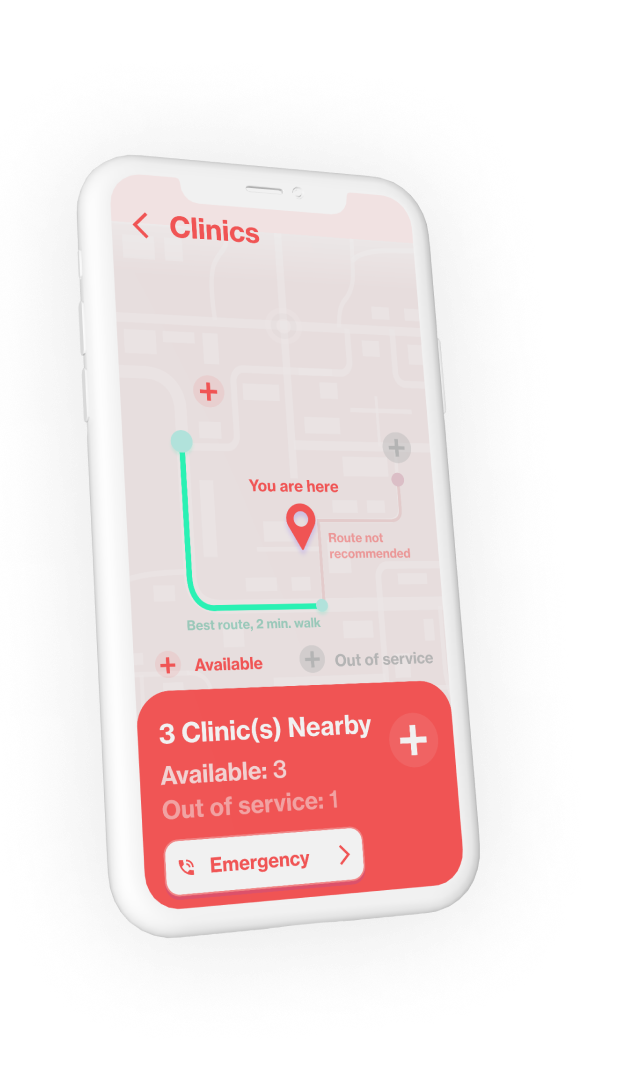 Clinics
You are here
Route not
recommended
Best route, 2 min. walk
Available
Out of service
3 Clinic(s) Nearby
Available: 3
Out of service: 1
Emergency